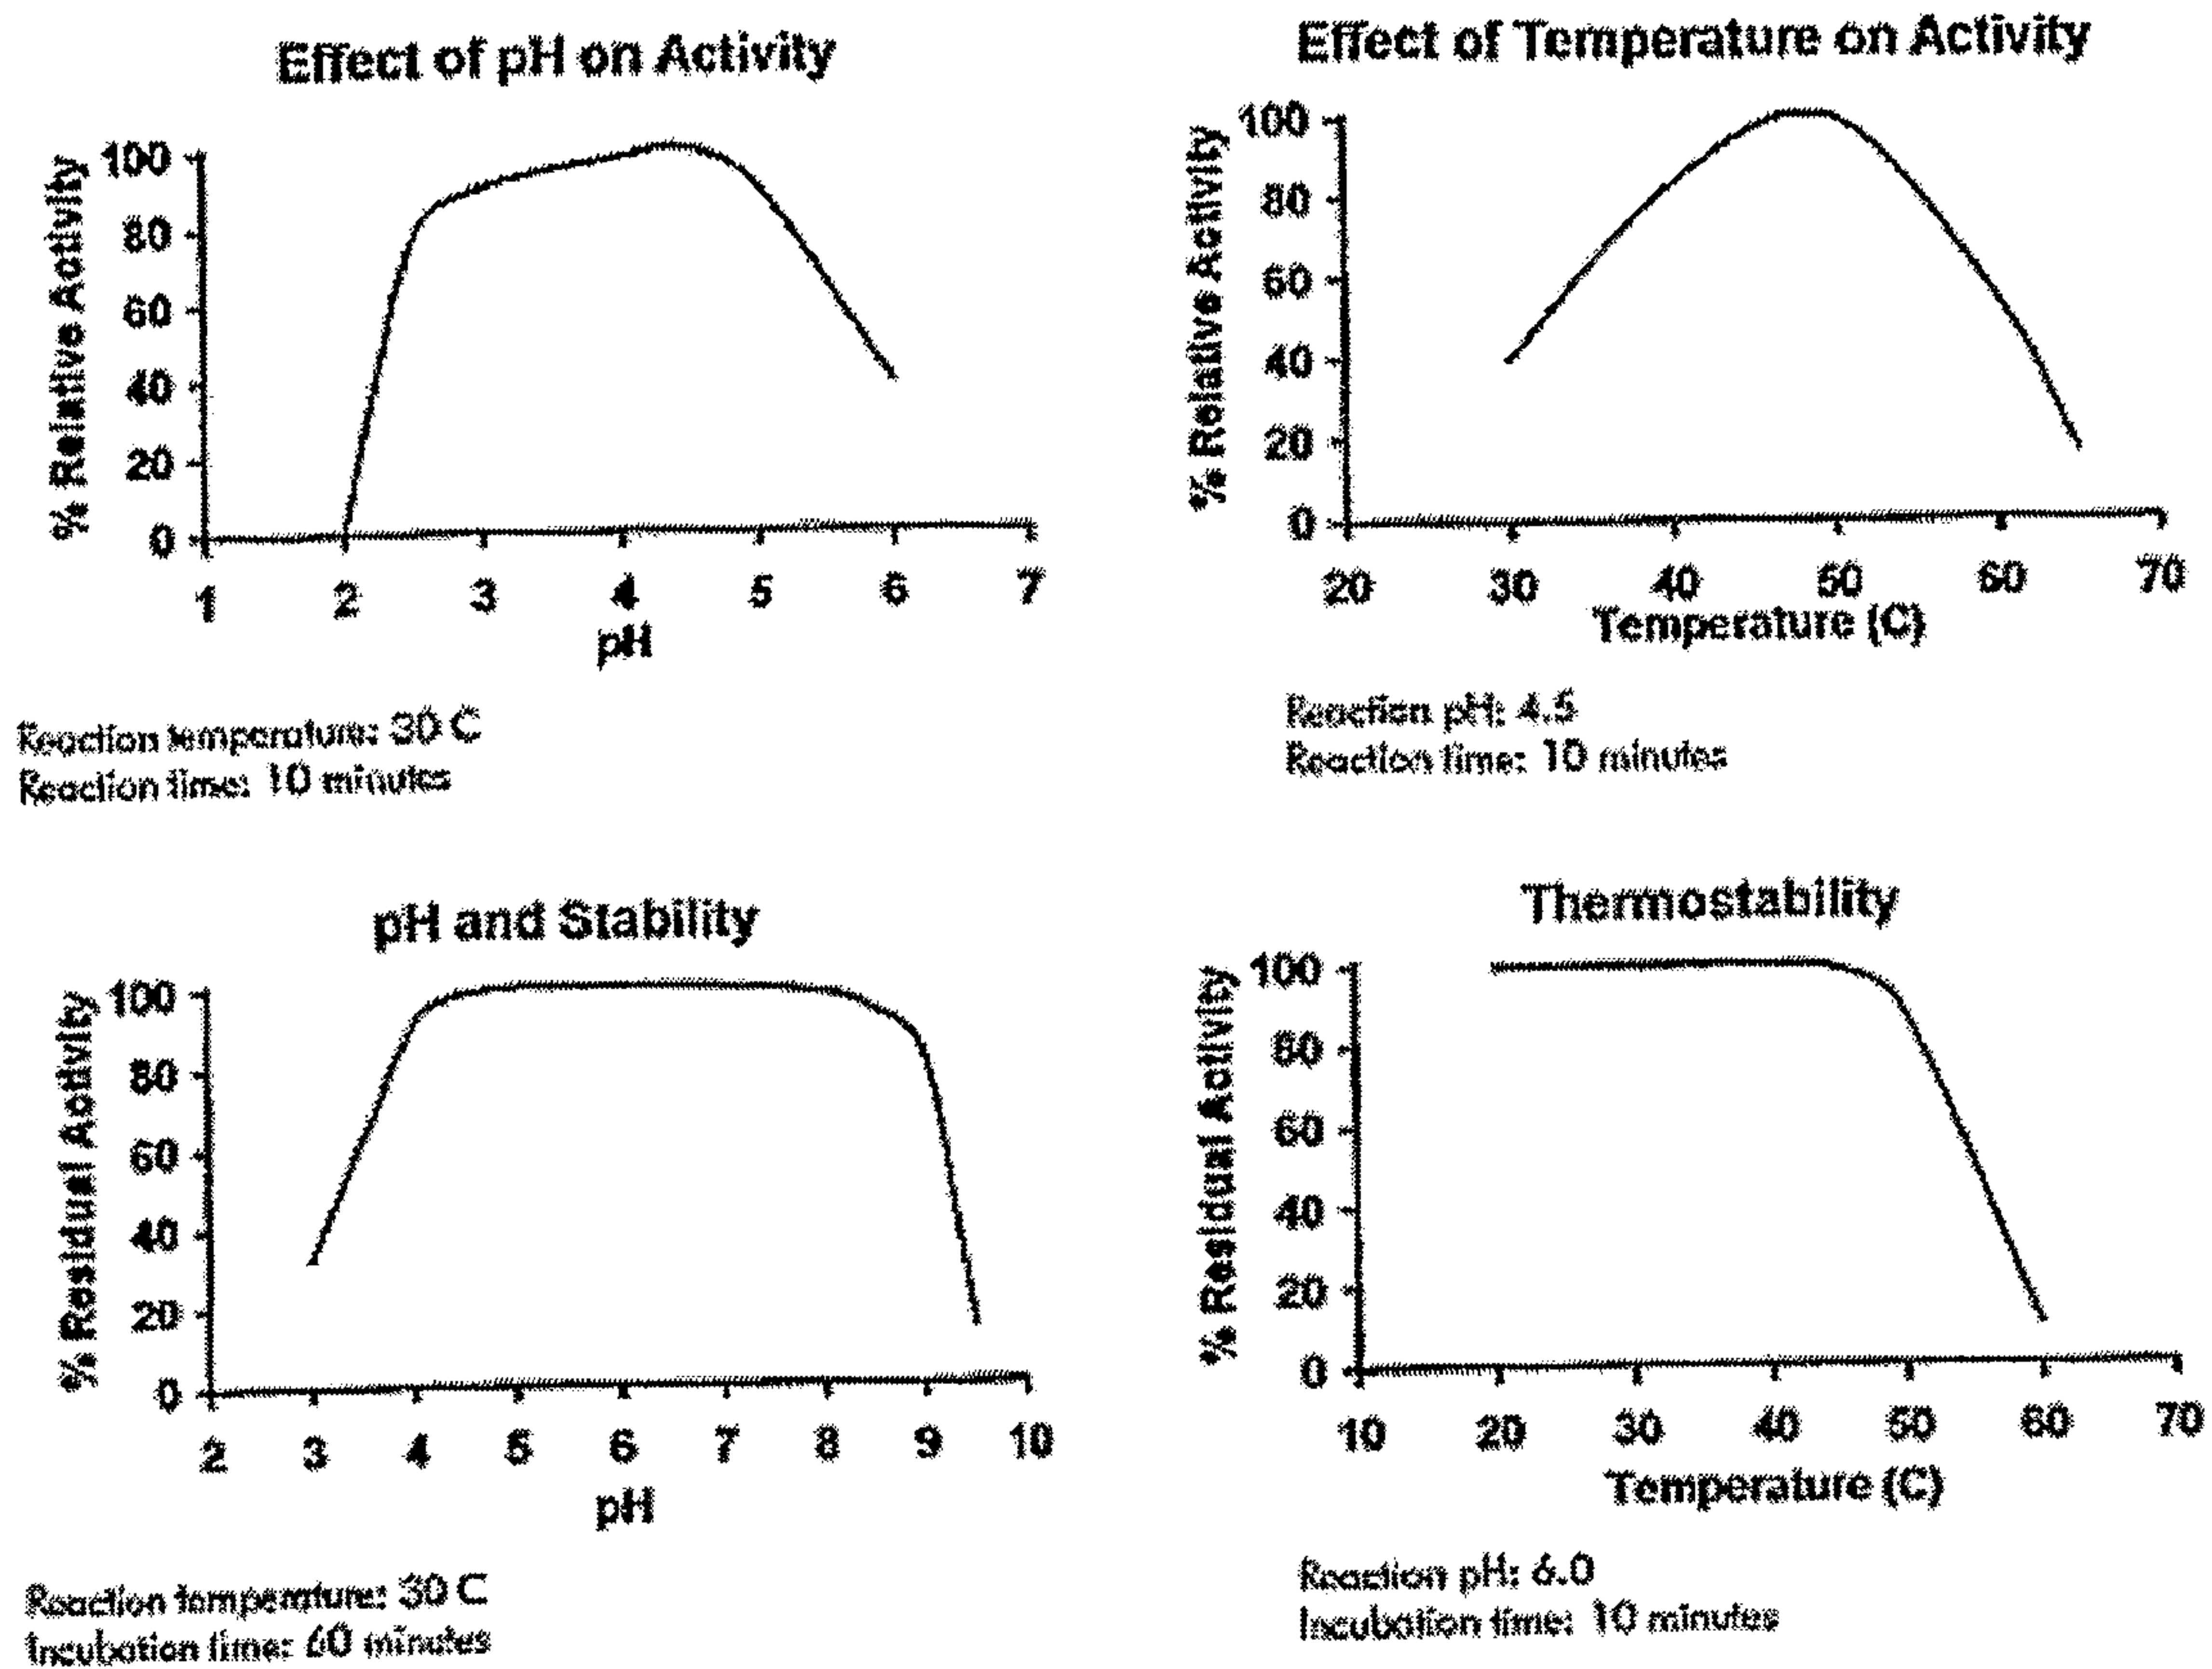 Effect of pH on Activity
% Relative Activity
100
80
60
40
20
0
1 2 3 4 5 6 7
pH
Reaction temperature: 30 C
Reaction time: 10 minutes
Effect of Temperature on Activity
% Relative Activity
100
80
60
40
20
0
20 30 40 50 60 70
Temperature (C)
Reaction pH: 4.5
Reaction time: 10 minutes
pH and Stability
% Residual Activity
100
80
60
40
20
0
2 3 4 5 6 7 8 9 10
pH
Reaction temperature: 30 C
Incubation time: 60 minutes
Thermostability
% Residual Activity
100
80
60
40
20
0
10 20 30 40 50 60 70
Temperature (C)
Reaction pH: 6.0
Incubation time: 10 minutes